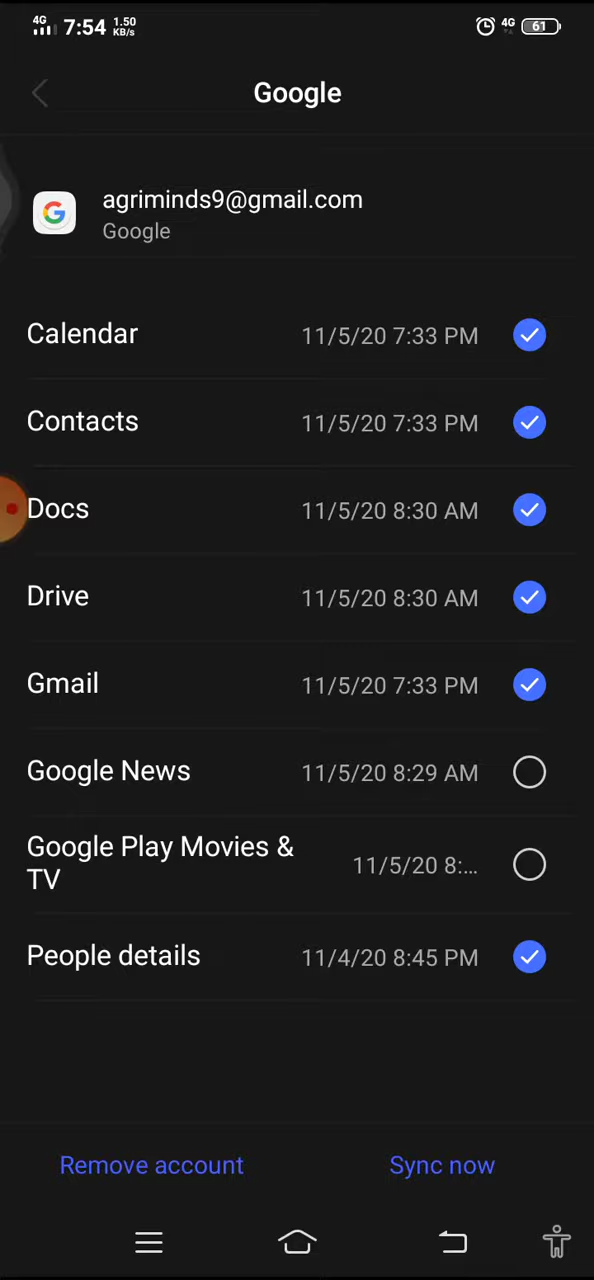 4G 7:54 1.50 KB/s 4G 61
Google
agriminds9@gmail.com
Google
Calendar 11/5/20 7:33 PM
Contacts 11/5/20 7:33 PM
Docs 11/5/20 8:30 AM
Drive 11/5/20 8:30 AM
Gmail 11/5/20 7:33 PM
Google News 11/5/20 8:29 AM
Google Play Movies &
TV 11/5/20 8:...
People details 11/4/20 8:45 PM
Remove account Sync now